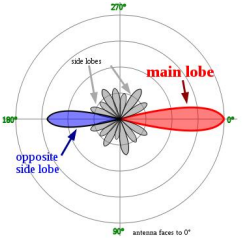 270°
side lobes
main lobe
180°
0°
opposite
side lobe
90°
antenna faces to 0°